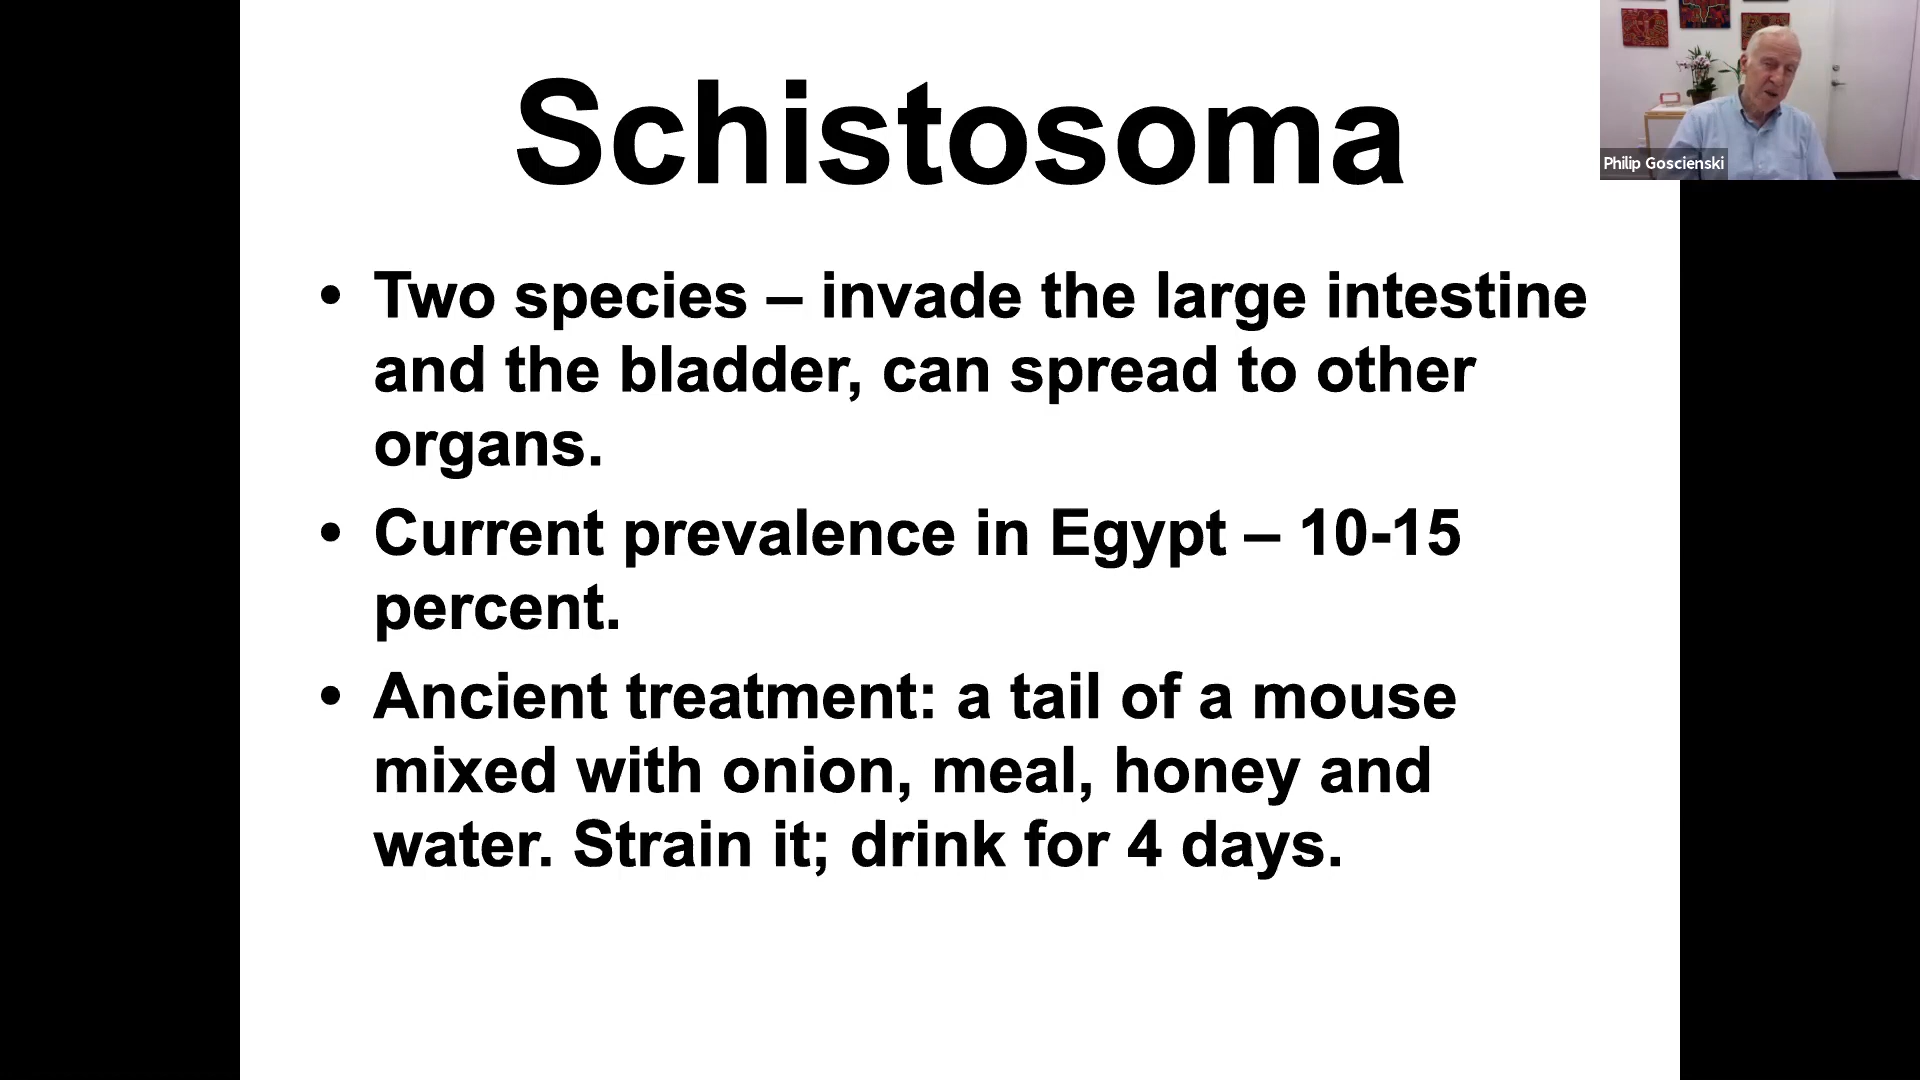 Schistosoma
Philip Goscienski
• Two species – invade the large intestine
and the bladder, can spread to other
organs.
• Current prevalence in Egypt – 10-15
percent.
• Ancient treatment: a tail of a mouse
mixed with onion, meal, honey and
water. Strain it; drink for 4 days.